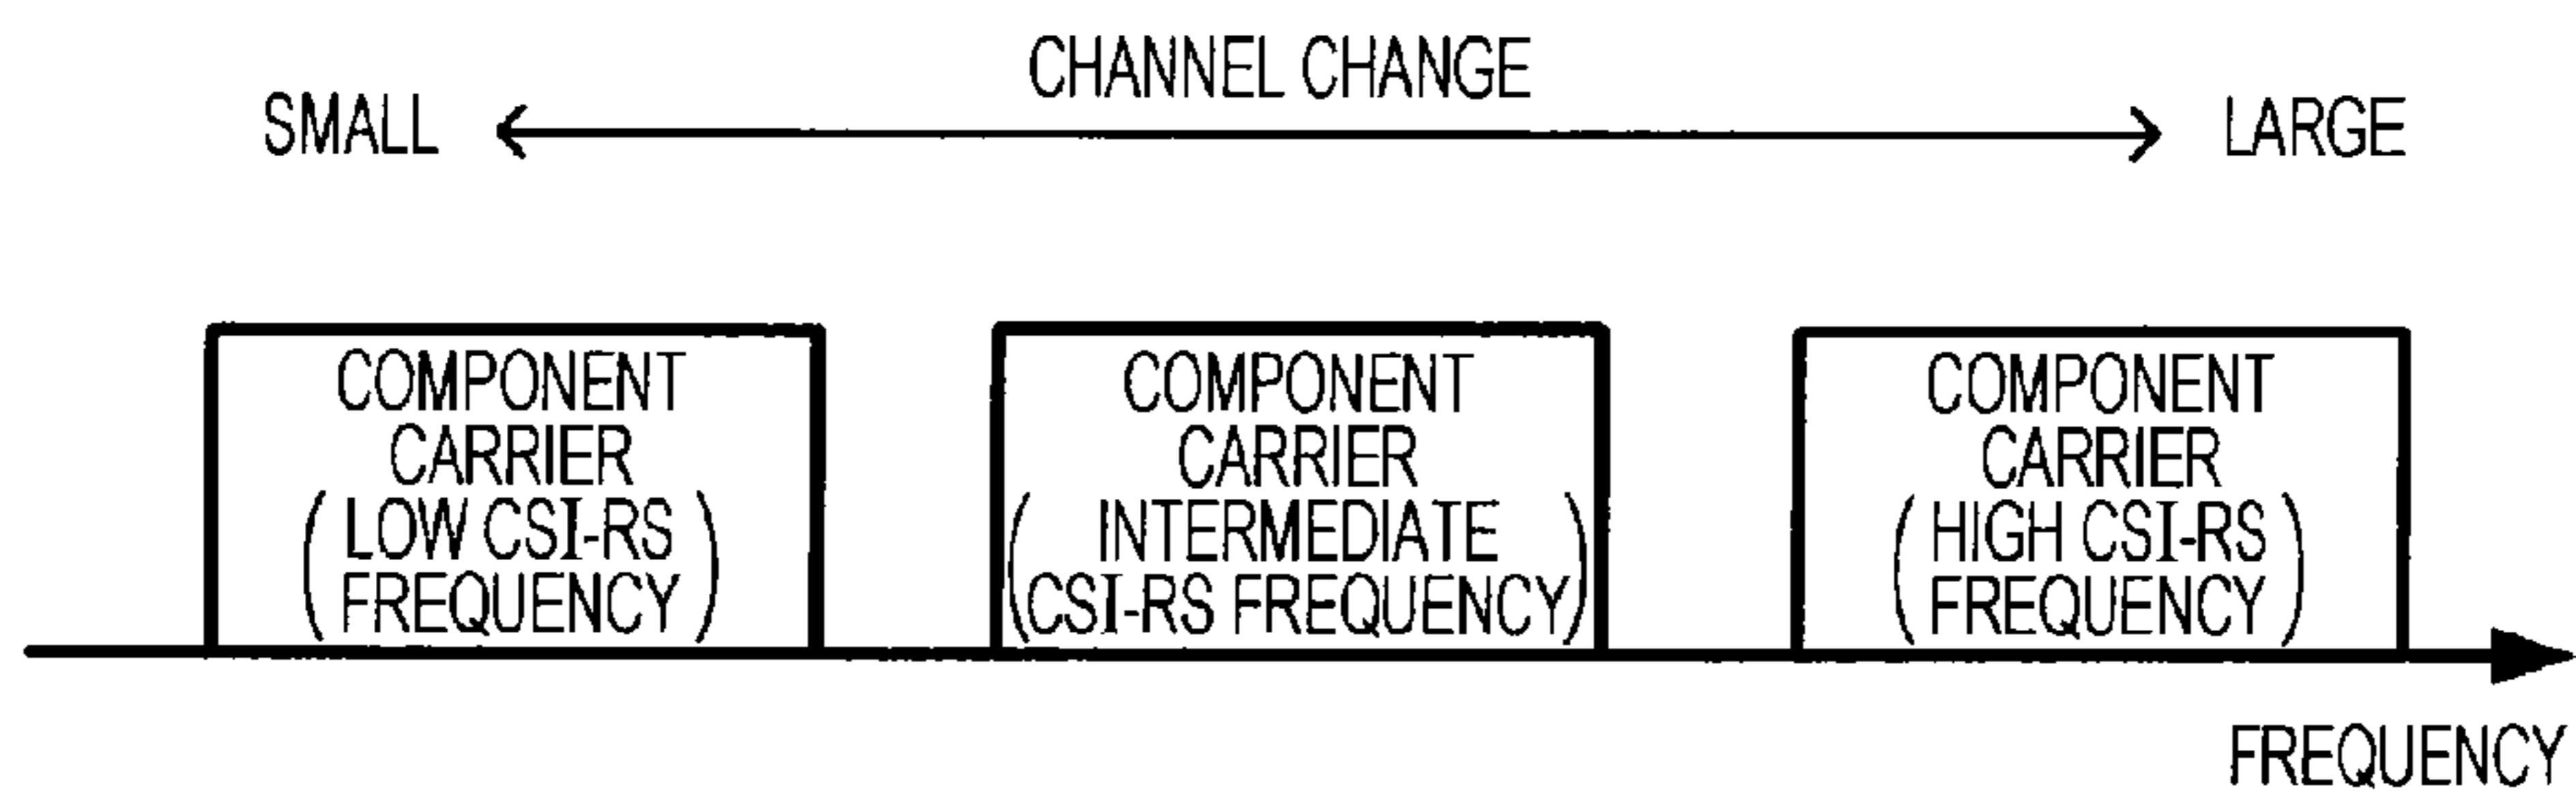 CHANNEL CHANGE
SMALL
LARGE
COMPONENT
CARRIER
( LOW CSI-RS
FREQUENCY )
COMPONENT
CARRIER
( INTERMEDIATE
CSI-RS FREQUENCY )
COMPONENT
CARRIER
( HIGH CSI-RS
FREQUENCY )
FREQUENCY